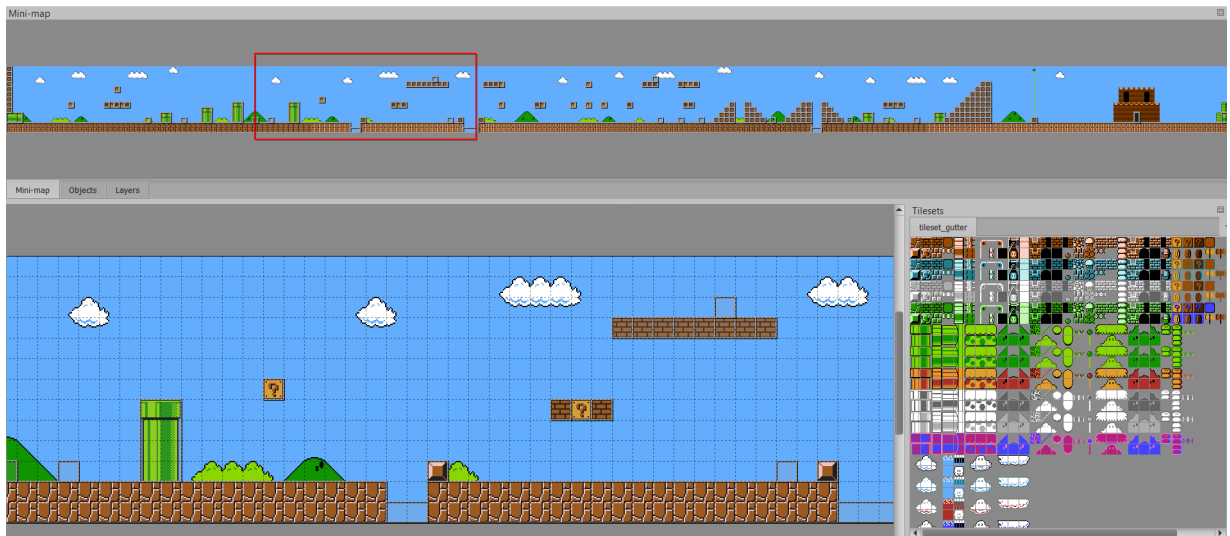 Mini-map
Mini-map Objects Layers
Tilesets
tileset_gutter
?
?